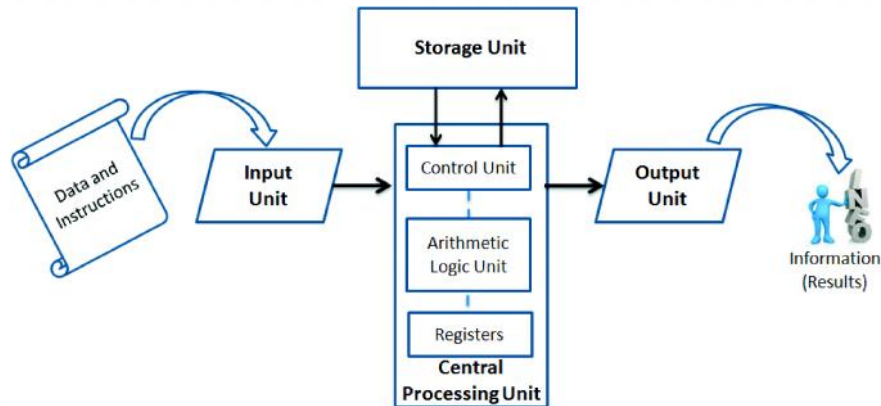 Storage Unit
Data and
Instructions
Input
Unit
Control Unit
Arithmetic
Logic Unit
Registers
Central
Processing Unit
Output
Unit
INFO
Information
(Results)